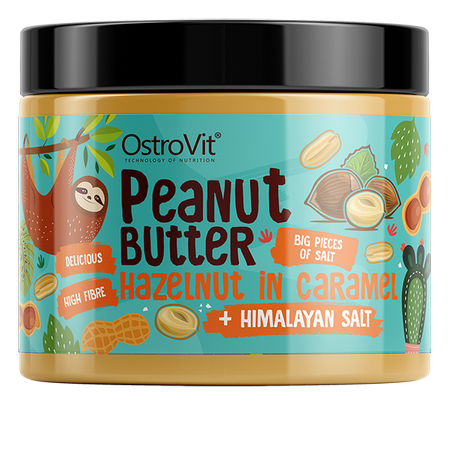 OstroVit®
TECHNOLOGY OF NUTRITION
PEANUT
BUTTER
BIG PIECES
OF SALT
DELICIOUS
HIGH FIBRE
HAZELNUT IN CARAMEL
+ HIMALAYAN SALT